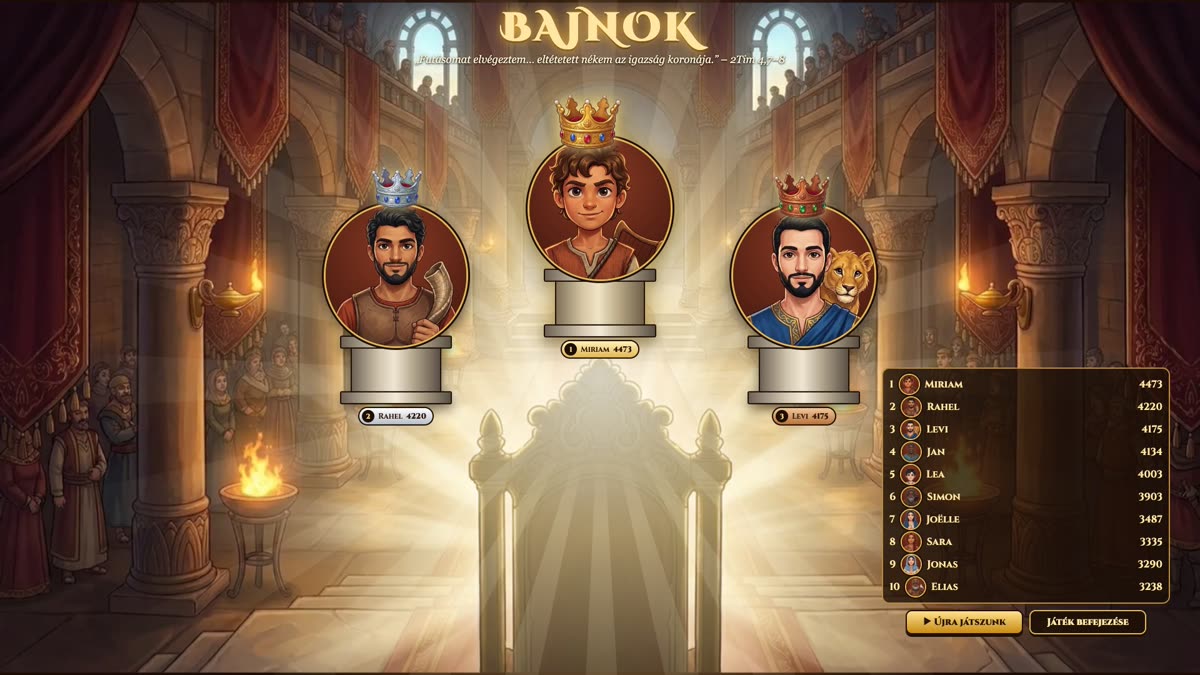 BAJNOK
„Futásomat elvégeztem... eltétetett nékem az igazság koronája.” – 2Tim 4,7–8
1 MIRIAM 4473
2 RAHEL 4220
3 LEVI 4175
1 MIRIAM 4473
2 RAHEL 4220
3 LEVI 4175
4 JAN 4134
5 LEA 4003
6 SIMON 3903
7 JOËLLE 3487
8 SARA 3335
9 JONAS 3290
10 ELIAS 3238
▶ ÚJRA JÁTSZUNK
JÁTÉK BEFEJEZÉSE